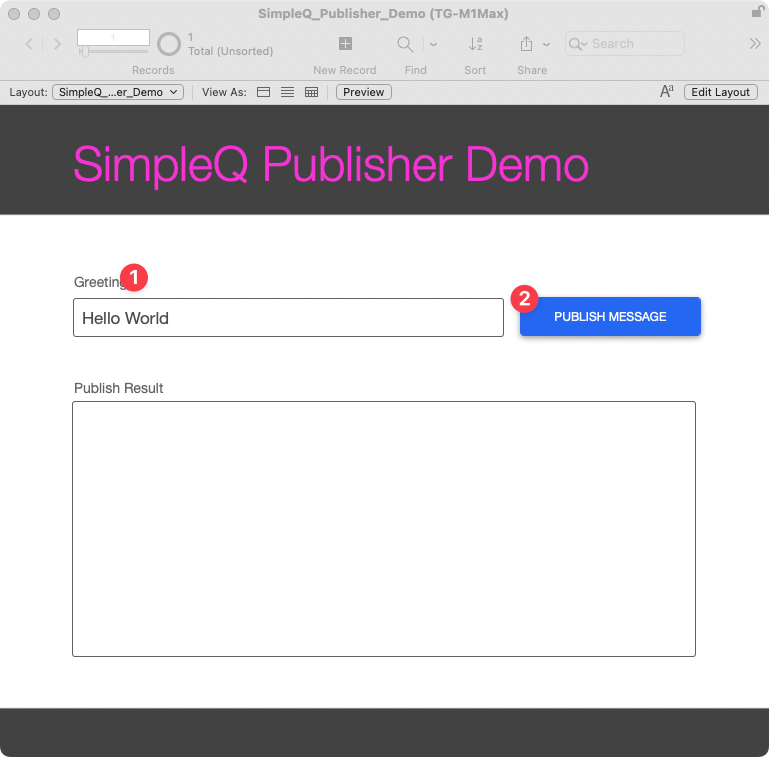 SimpleQ_Publisher_Demo (TG-M1Max)
1
1
Total (Unsorted)
Search
Records
New Record
Find
Sort
Share
Layout: SimpleQ_...er_Demo View As: Preview Aa Edit Layout
SimpleQ Publisher Demo
Greeting
1
2
Hello World
PUBLISH MESSAGE
Publish Result